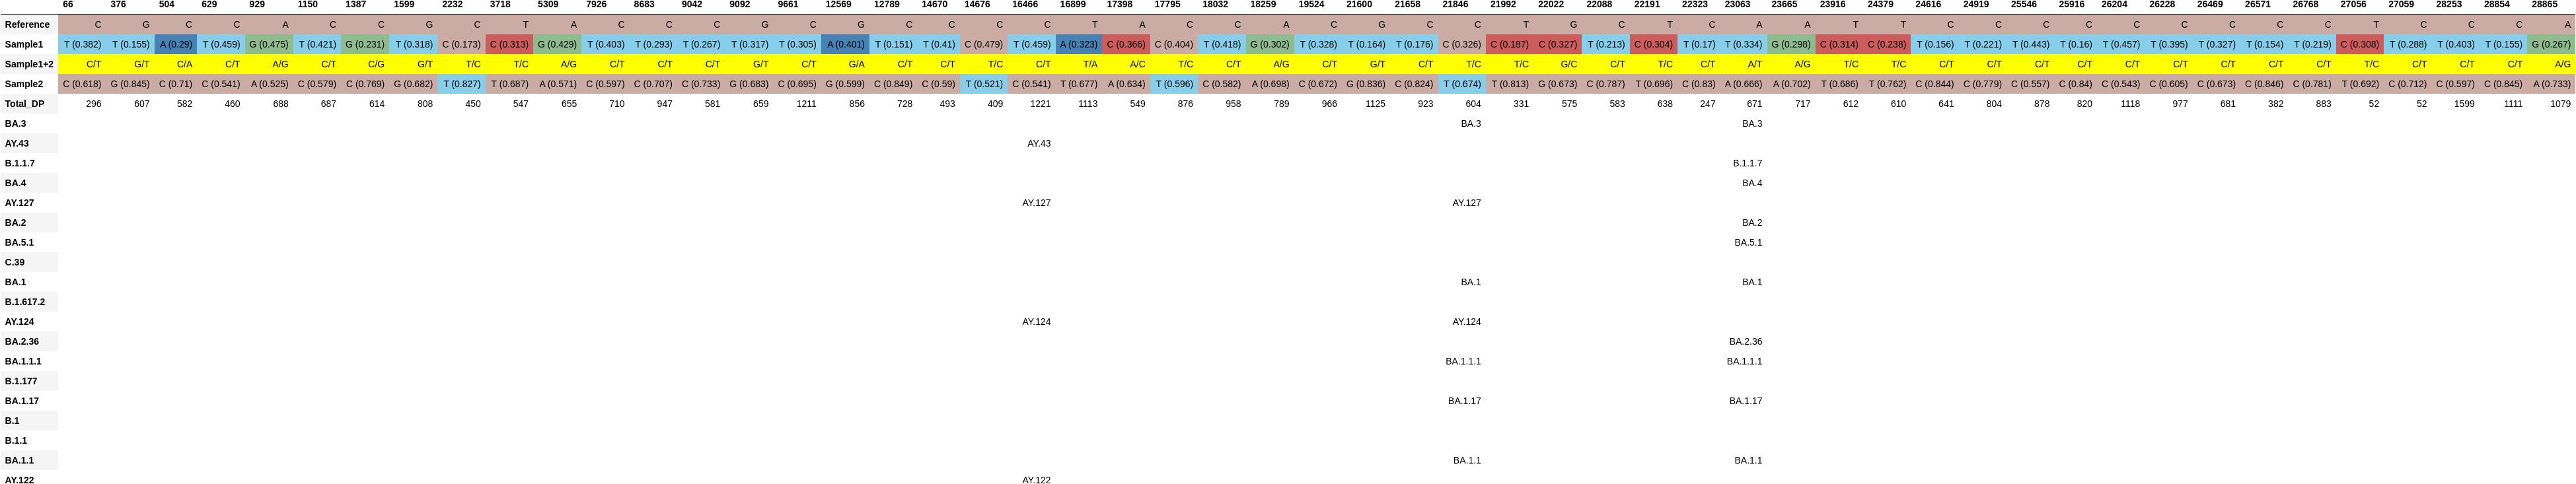 66 376 504 629 929 1150 1387 1599 2232 3718 5309 7926 8683 9042 9092 9661 12569 12789 14670 14676 16466 16899 17398 17795 18032 18259 19524 21600 21658 21846 21992 22022 22088 22191 22323 23063 23665 23916 24379 24616 24919 25546 25916 26204 26228 26469 26571 26768 27056 27059 28253 28854 28865
Reference C G C C A C C G C T A C C C G C G C C C C T A C C A C G C C T G C T C A A T T C C C C C C C C C T C C C A
Sample1 T (0.382) T (0.155) A (0.29) T (0.459) G (0.475) T (0.421) G (0.231) T (0.318) C (0.173) C (0.313) G (0.429) T (0.403) T (0.293) T (0.267) T (0.317) T (0.305) A (0.401) T (0.151) T (0.41) C (0.479) T (0.459) A (0.323) C (0.366) C (0.404) T (0.418) G (0.302) T (0.328) T (0.164) T (0.176) C (0.326) C (0.187) C (0.327) T (0.213) C (0.304) T (0.17) T (0.334) G (0.298) C (0.314) C (0.238) T (0.156) T (0.221) T (0.443) T (0.16) T (0.457) T (0.395) T (0.327) T (0.154) T (0.219) C (0.308) T (0.288) T (0.403) T (0.155) G (0.267)
Sample1+2 C/T G/T C/A C/T A/G C/T C/G G/T T/C T/C A/G C/T C/T C/T G/T C/T G/A C/T C/T T/C C/T T/A A/C T/C C/T A/G C/T G/T C/T T/C T/C G/C C/T T/C C/T A/T A/G T/C T/C C/T C/T C/T C/T C/T C/T C/T C/T C/T T/C C/T C/T C/T A/G
Sample2 C (0.618) G (0.845) C (0.71) C (0.541) A (0.525) C (0.579) C (0.769) G (0.682) T (0.827) T (0.687) A (0.571) C (0.597) C (0.707) C (0.733) G (0.683) C (0.695) G (0.599) C (0.849) C (0.59) T (0.521) C (0.541) T (0.677) A (0.634) T (0.596) C (0.582) A (0.698) C (0.672) G (0.836) C (0.824) T (0.674) T (0.813) G (0.673) C (0.787) T (0.696) C (0.83) A (0.666) A (0.702) T (0.686) T (0.762) C (0.844) C (0.779) C (0.557) C (0.84) C (0.543) C (0.605) C (0.673) C (0.846) C (0.781) T (0.692) C (0.712) C (0.597) C (0.845) A (0.733)
Total_DP 296 607 582 460 688 687 614 808 450 547 655 710 947 581 659 1211 856 728 493 409 1221 1113 549 876 958 789 966 1125 923 604 331 575 583 638 247 671 717 612 610 641 804 878 820 1118 977 681 382 883 52 52 1599 1111 1079
BA.3 BA.3 BA.3
AY.43 AY.43
B.1.1.7 B.1.1.7
BA.4 BA.4
AY.127 AY.127 AY.127
BA.2 BA.2
BA.5.1 BA.5.1
C.39
BA.1 BA.1 BA.1
B.1.617.2
AY.124 AY.124 AY.124
BA.2.36 BA.2.36
BA.1.1.1 BA.1.1.1 BA.1.1.1
B.1.177
BA.1.17 BA.1.17 BA.1.17
B.1
B.1.1
BA.1.1 BA.1.1 BA.1.1
AY.122 AY.122